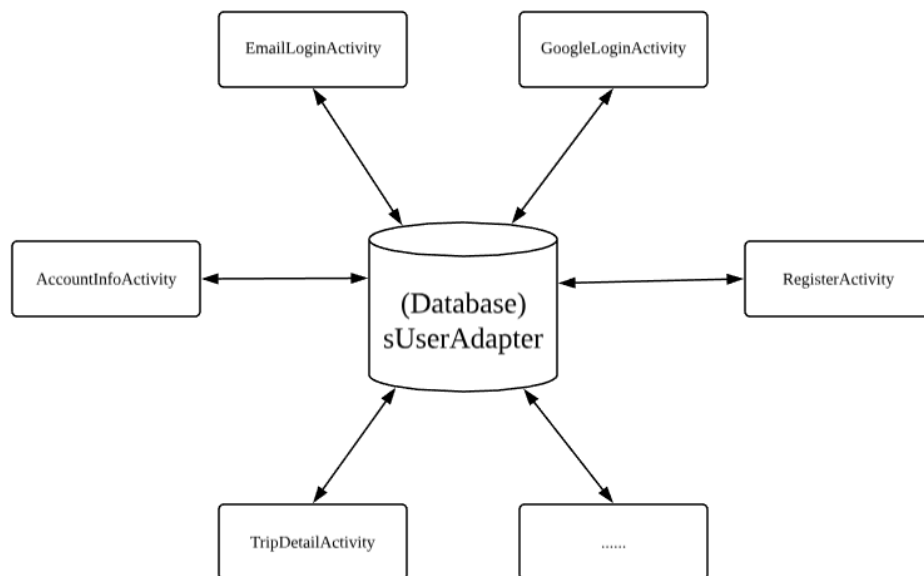 EmailLoginActivity
GoogleLoginActivity
AccountInfoActivity
(Database)
sUserAdapter
RegisterActivity
TripDetailActivity
......